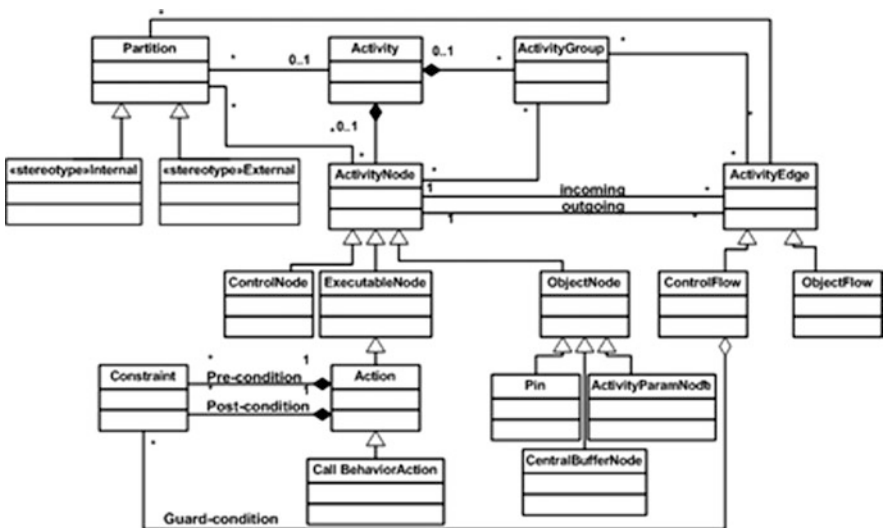 *
Partition
Activity
ActivityGroup
*
0..1
0..1
*
*
*
*
*
0..1
*
*
*
*
«stereotype»Internal
«stereotype»External
ActivityNode
ActivityEdge
1
incoming
*
outgoing
1
*
ControlNode
ExecutableNode
ObjectNode
ControlFlow
ObjectFlow
*
1
Constraint
Pre-condition
Action
*
1
Post-condition
Pin
ActivityParamNode
*
Call BehaviorAction
CentralBufferNode
Guard-condition